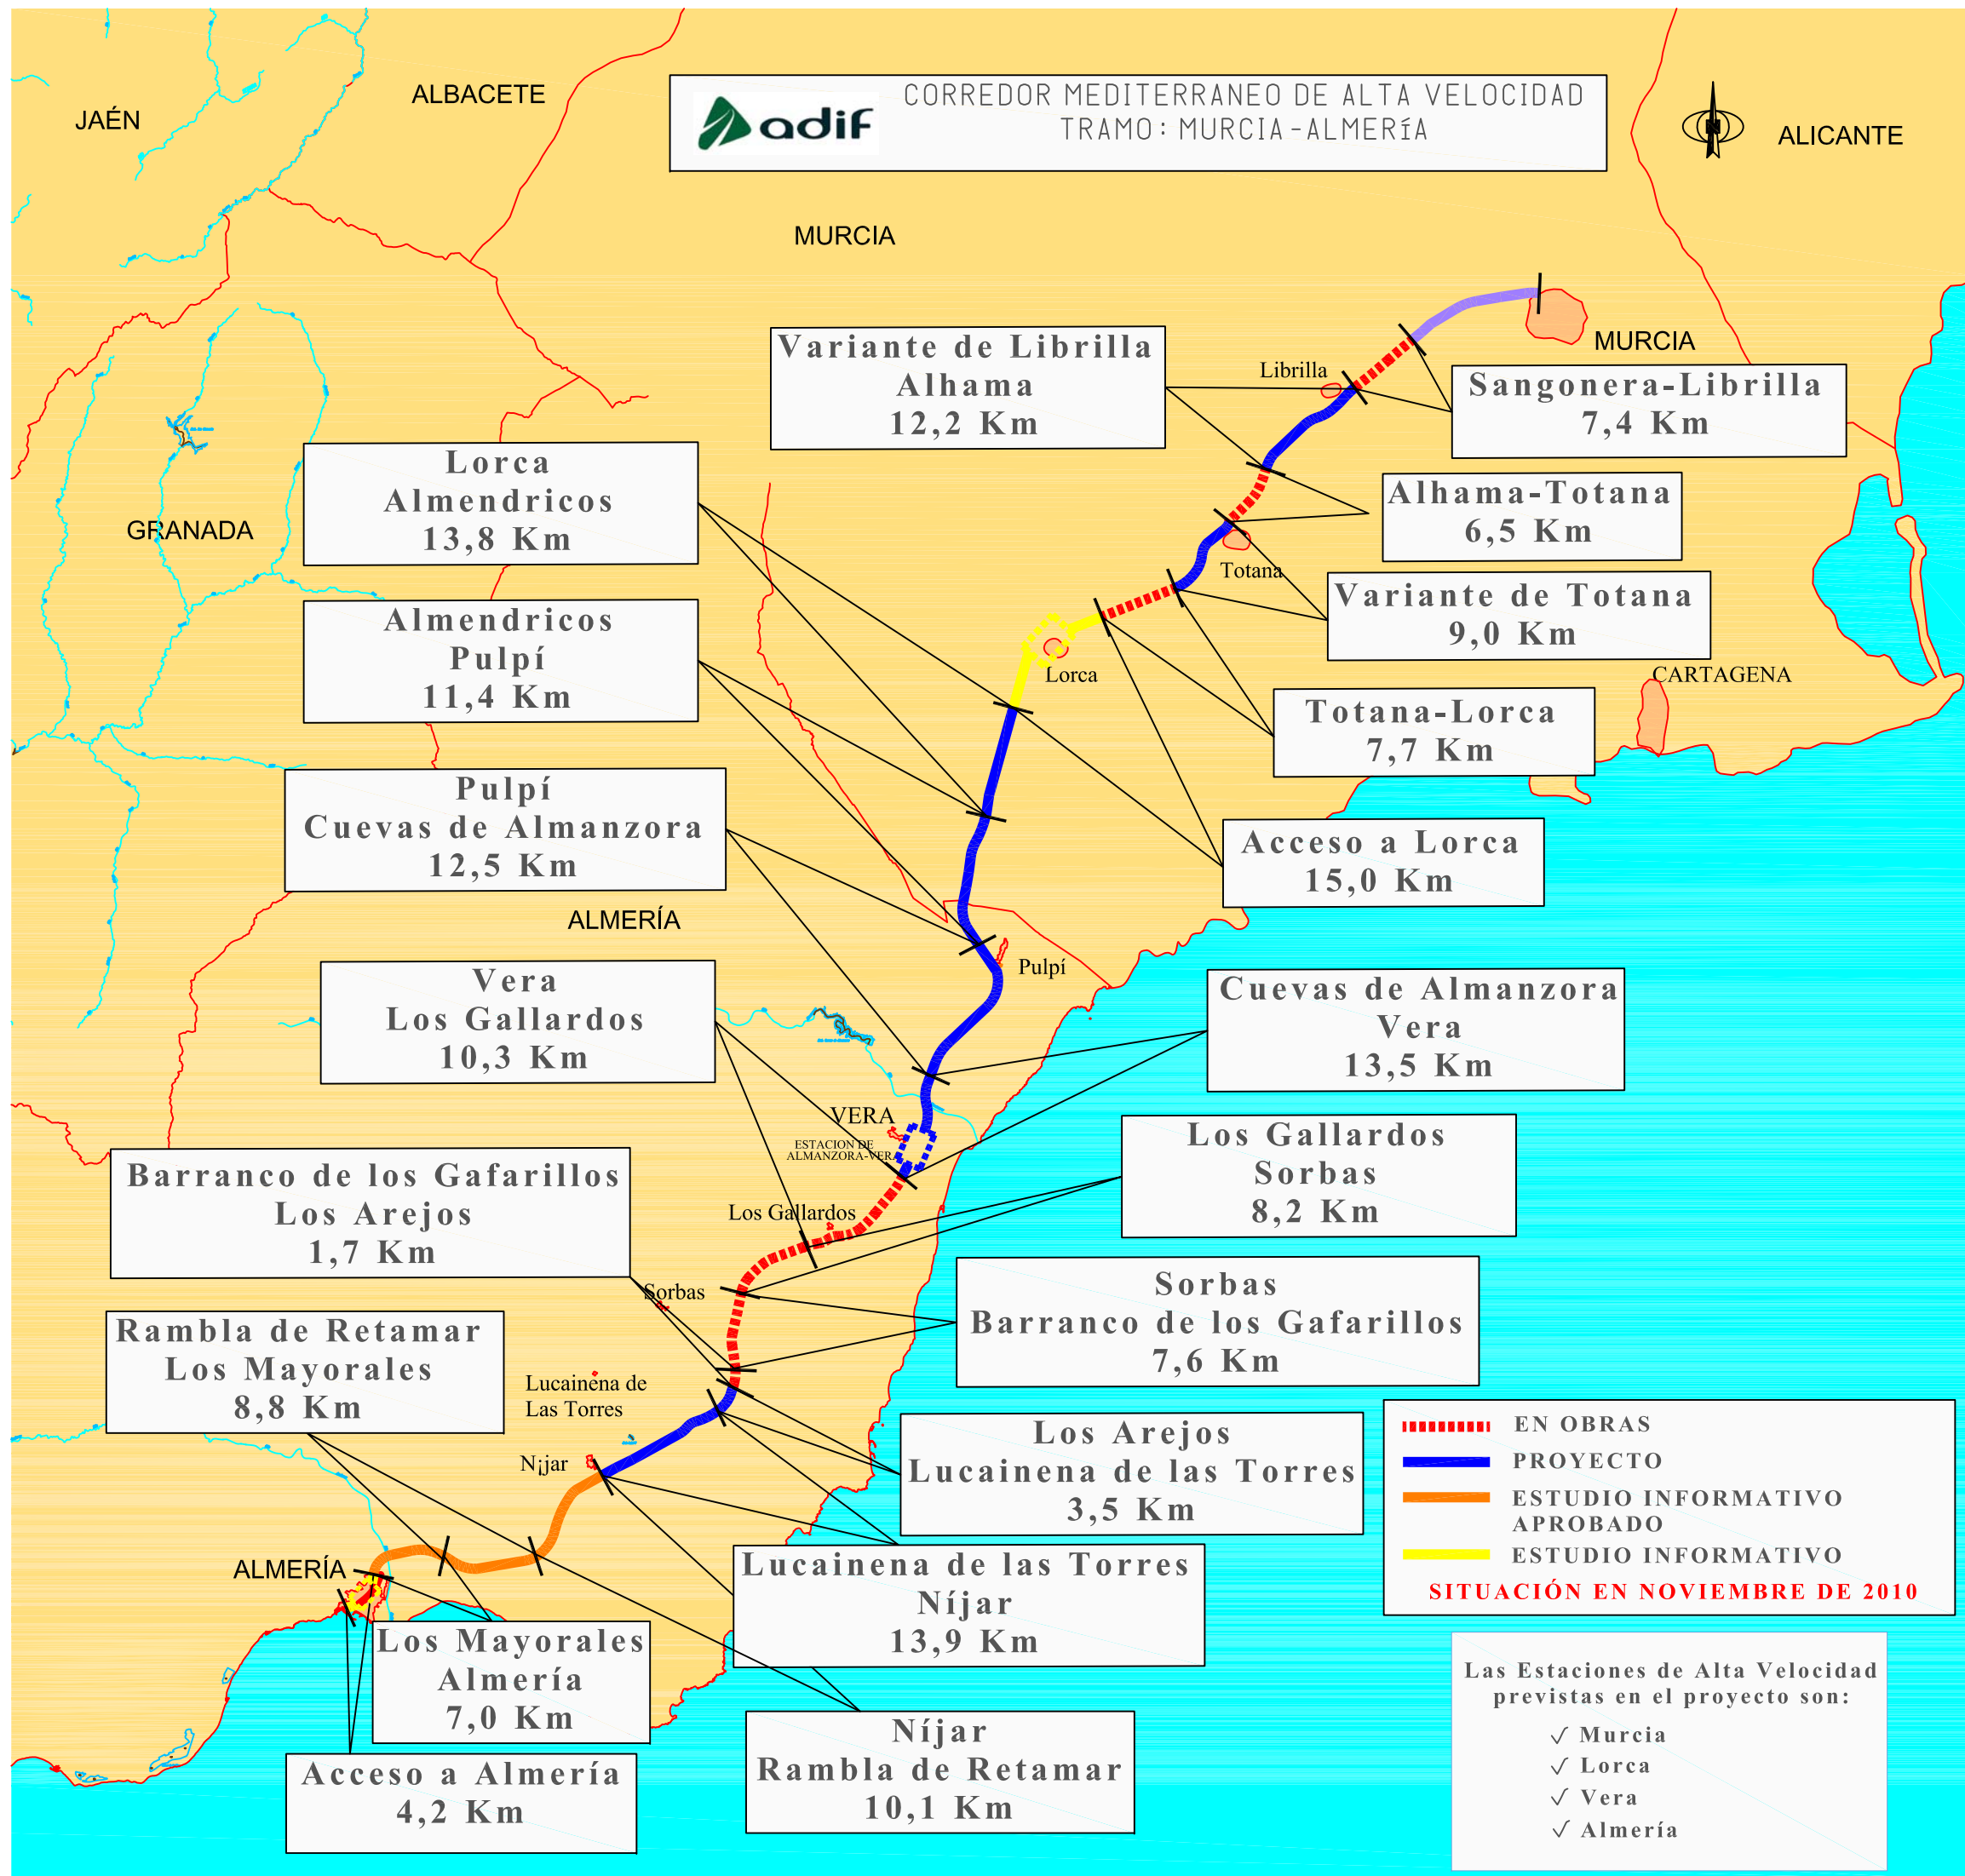 adif
CORREDOR MEDITERRANEO DE ALTA VELOCIDAD
TRAMO: MURCIA-ALMERíA
JAÉN
ALBACETE
ALICANTE
MURCIA
GRANADA
MURCIA
Variante de Librilla
Alhama
12,2 Km
Librilla
Sangonera-Librilla
7,4 Km
Lorca
Almendricos
13,8 Km
Alhama-Totana
6,5 Km
Totana
Variante de Totana
9,0 Km
Almendricos
Pulpí
11,4 Km
Lorca
CARTAGENA
Totana-Lorca
7,7 Km
Pulpí
Cuevas de Almanzora
12,5 Km
Acceso a Lorca
15,0 Km
ALMERÍA
Pulpí
Vera
Los Gallardos
10,3 Km
Cuevas de Almanzora
Vera
13,5 Km
VERA
ESTACION DE
ALMANZORA-VERA
Los Gallardos
Sorbas
8,2 Km
Barranco de los Gafarillos
Los Arejos
1,7 Km
Los Gallardos
Sorbas
Sorbas
Barranco de los Gafarillos
7,6 Km
Rambla de Retamar
Los Mayorales
8,8 Km
Lucainena de
Las Torres
Los Arejos
Lucainena de las Torres
3,5 Km
N¡jar
Lucainena de las Torres
Níjar
13,9 Km
ALMERÍA
Los Mayorales
Almería
7,0 Km
Níjar
Rambla de Retamar
10,1 Km
Acceso a Almería
4,2 Km
EN OBRAS
PROYECTO
ESTUDIO INFORMATIVO
APROBADO
ESTUDIO INFORMATIVO
SITUACIÓN EN NOVIEMBRE DE 2010
Las Estaciones de Alta Velocidad
previstas en el proyecto son:
✓ Murcia
✓ Lorca
✓ Vera
✓ Almería